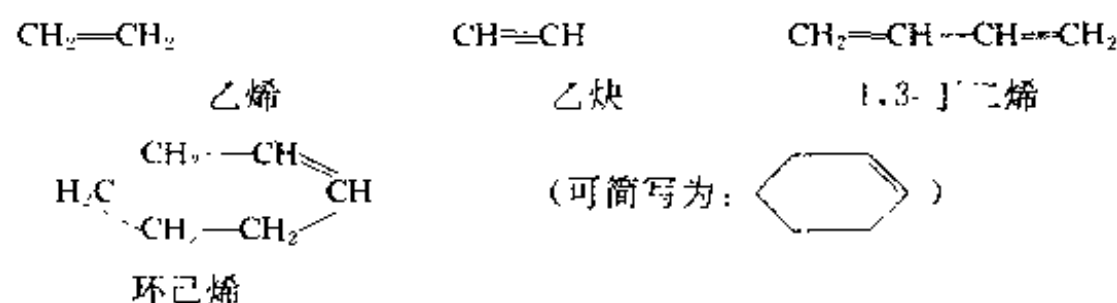 CH₂=CH₂ CH≡CH CH₂=CH—CH=CH₂
乙烯 乙炔 1,3-丁二烯
CH₂—CH
H₂C CH （可简写为： ）
CH₂—CH₂
环己烯